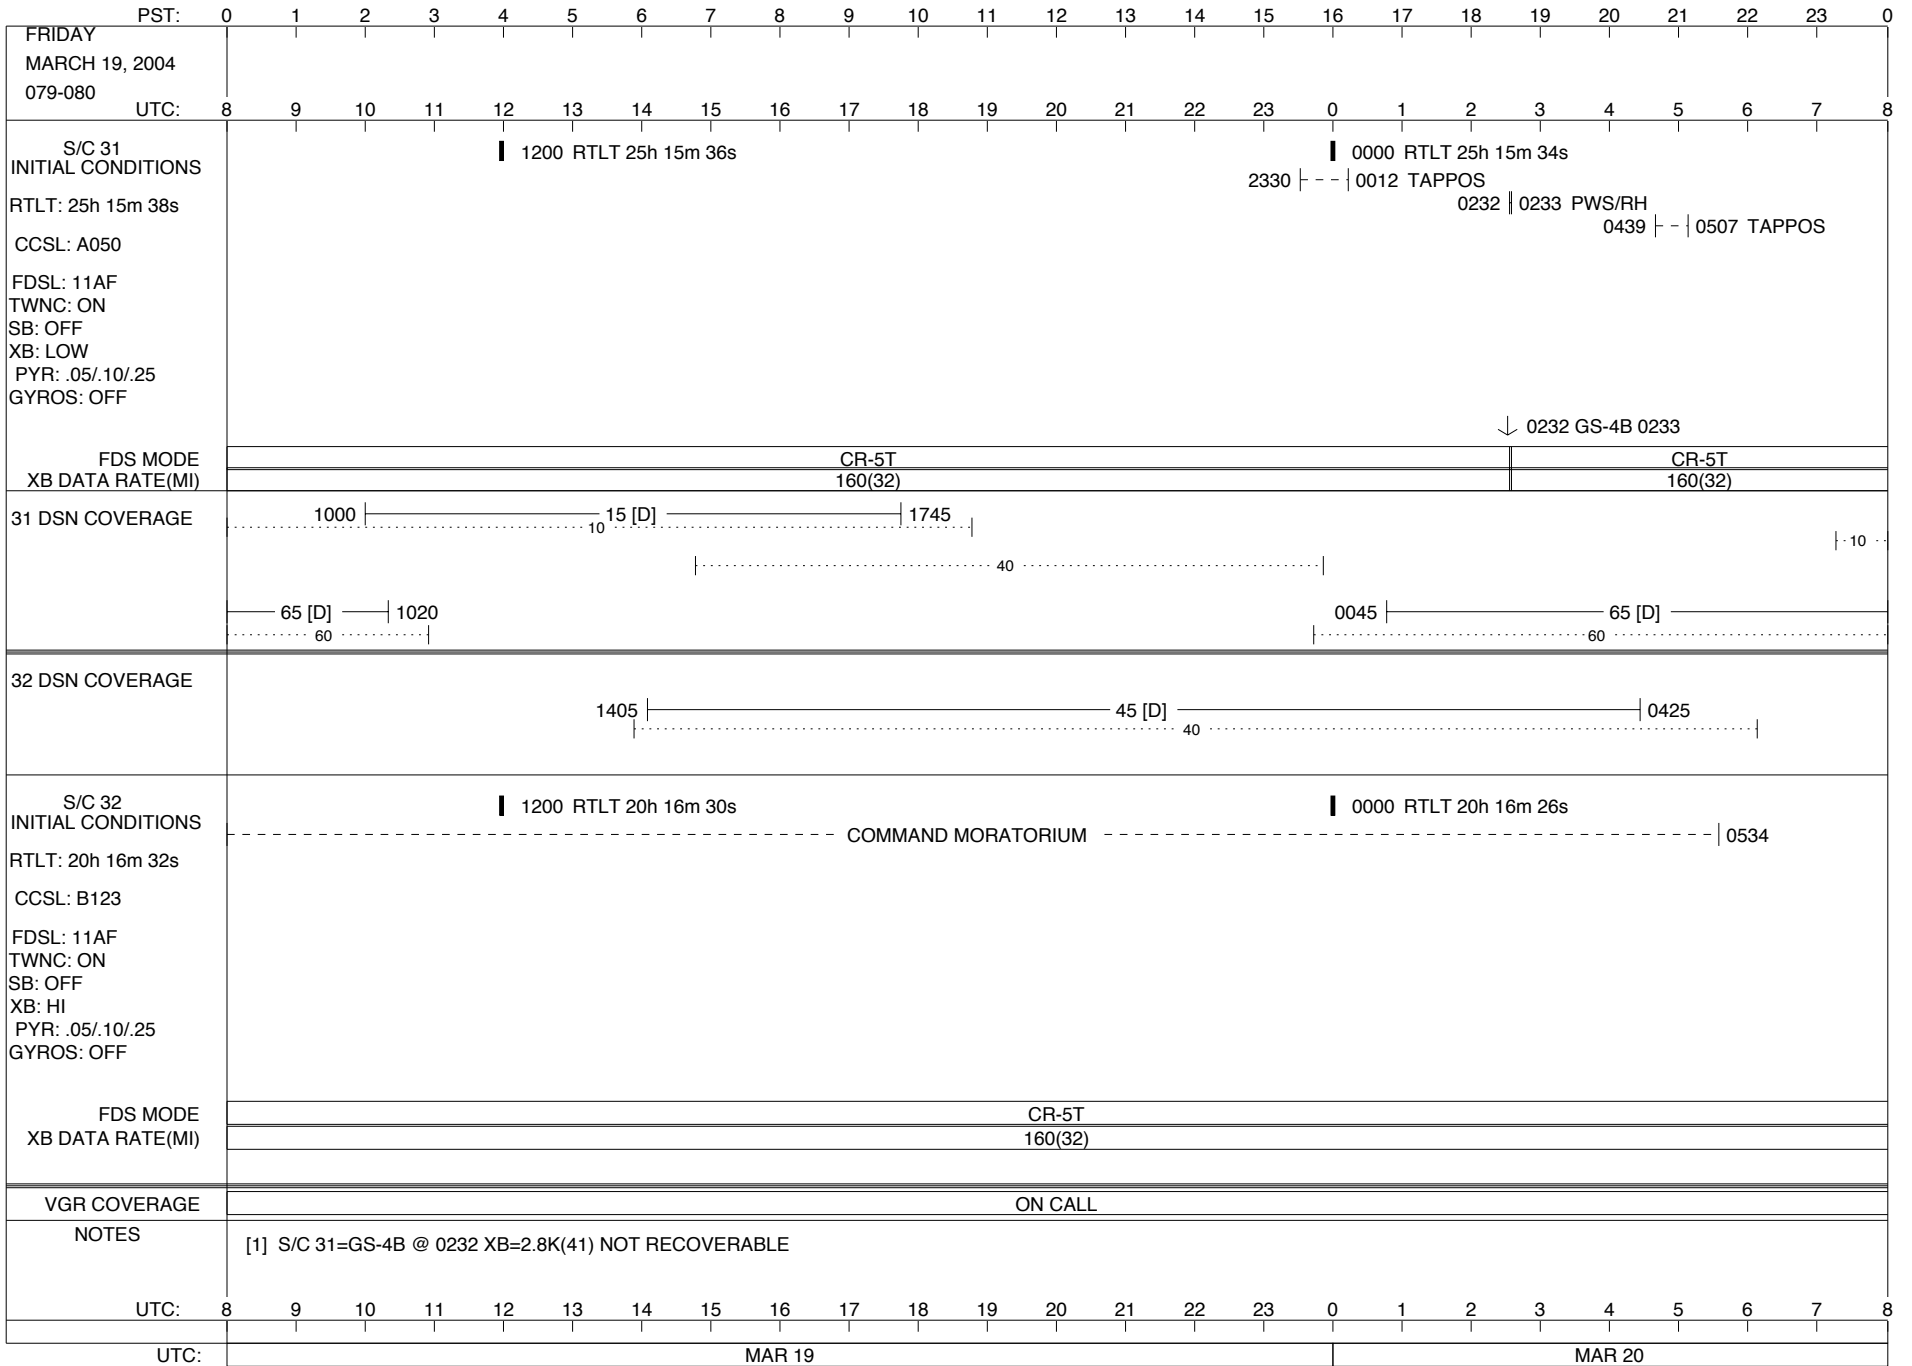 PST: 0 1 2 3 4 5 6 7 8 9 10 11 12 13 14 15 16 17 18 19 20 21 22 23 0
FRIDAY
MARCH 19, 2004
079-080
UTC: 8 9 10 11 12 13 14 15 16 17 18 19 20 21 22 23 0 1 2 3 4 5 6 7 8
S/C 31
INITIAL CONDITIONS
1200 RTLT 25h 15m 36s
0000 RTLT 25h 15m 34s
2330 0012 TAPPOS
RTLT: 25h 15m 38s
0232 0233 PWS/RH
0439 0507 TAPPOS
CCSL: A050
FDSL: 11AF
TWNC: ON
SB: OFF
XB: LOW
PYR: .05/.10/.25
GYROS: OFF
0232 GS-4B 0233
FDS MODE CR-5T CR-5T
XB DATA RATE(MI) 160(32) 160(32)
31 DSN COVERAGE
1000 15 [D] 1745
10
10
40
65 [D] 1020 0045 65 [D]
60 60
32 DSN COVERAGE
1405 45 [D] 0425
40
S/C 32
INITIAL CONDITIONS
1200 RTLT 20h 16m 30s
0000 RTLT 20h 16m 26s
COMMAND MORATORIUM 0534
RTLT: 20h 16m 32s
CCSL: B123
FDSL: 11AF
TWNC: ON
SB: OFF
XB: HI
PYR: .05/.10/.25
GYROS: OFF
FDS MODE CR-5T
XB DATA RATE(MI) 160(32)
VGR COVERAGE ON CALL
NOTES
[1] S/C 31=GS-4B @ 0232 XB=2.8K(41) NOT RECOVERABLE
UTC: 8 9 10 11 12 13 14 15 16 17 18 19 20 21 22 23 0 1 2 3 4 5 6 7 8
UTC: MAR 19 MAR 20